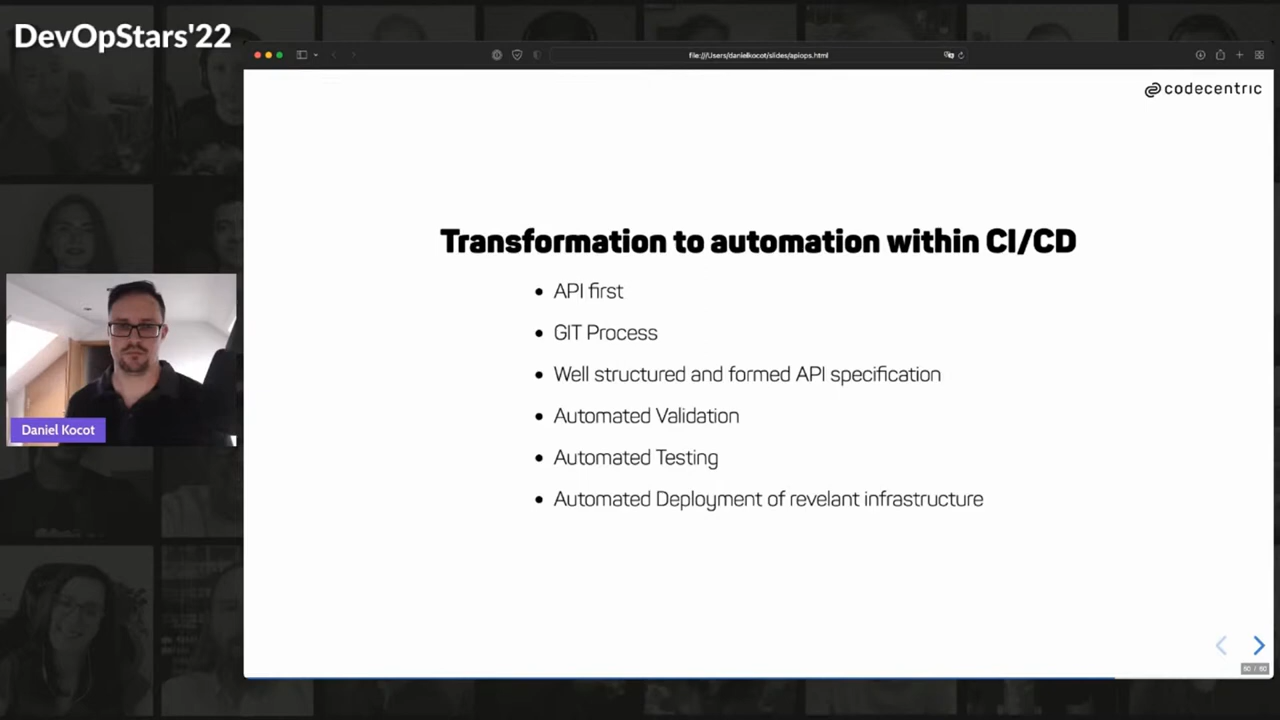 DevOpStars'22
file:///Users/danielkocot/slides/apiops.html
codecentric
Transformation to automation within CI/CD
• API first
• GIT Process
• Well structured and formed API specification
• Automated Validation
• Automated Testing
• Automated Deployment of revelant infrastructure
Daniel Kocot